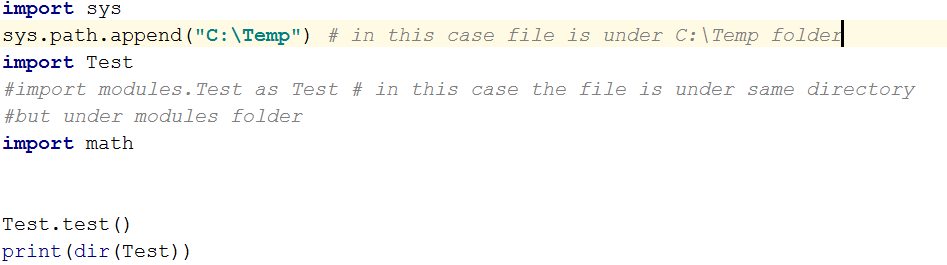 import sys
sys.path.append("C:\Temp") # in this case file is under C:\Temp folder
import Test
#import modules.Test as Test # in this case the file is under same directory
#but under modules folder
import math
Test.test()
print(dir(Test))